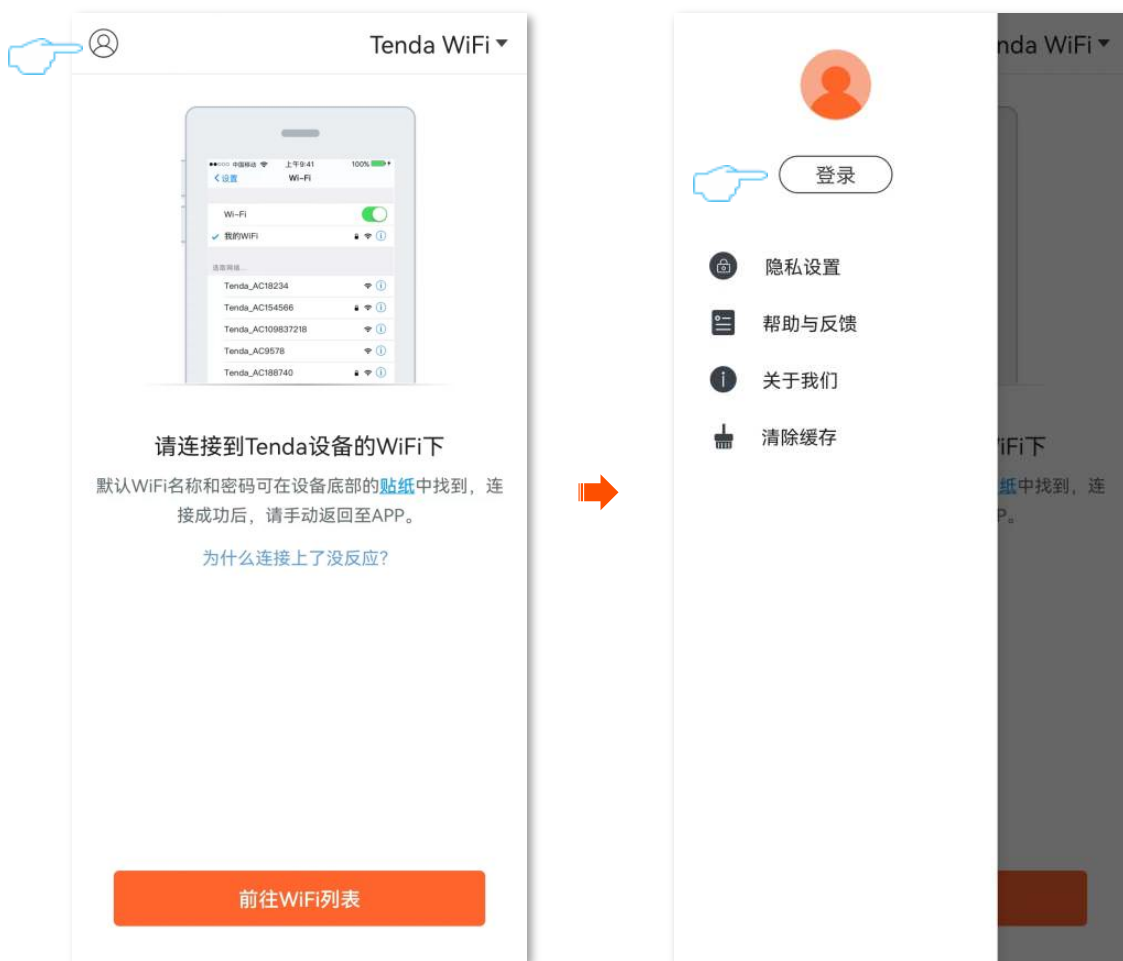 Tenda WiFi
中国移动 上午9:41 100%
设置 Wi-Fi
Wi-Fi
我的WiFi
选取网络...
Tenda_AC18234
Tenda_AC154566
Tenda_AC109837218
Tenda_AC9578
Tenda_AC188740
请连接到Tenda设备的WiFi下
默认WiFi名称和密码可在设备底部的贴纸中找到，连
接成功后，请手动返回至APP。
为什么连接上了没反应？
前往WiFi列表
nda WiFi
登录
隐私设置
帮助与反馈
关于我们
清除缓存
iFi下
纸中找到，连
P。